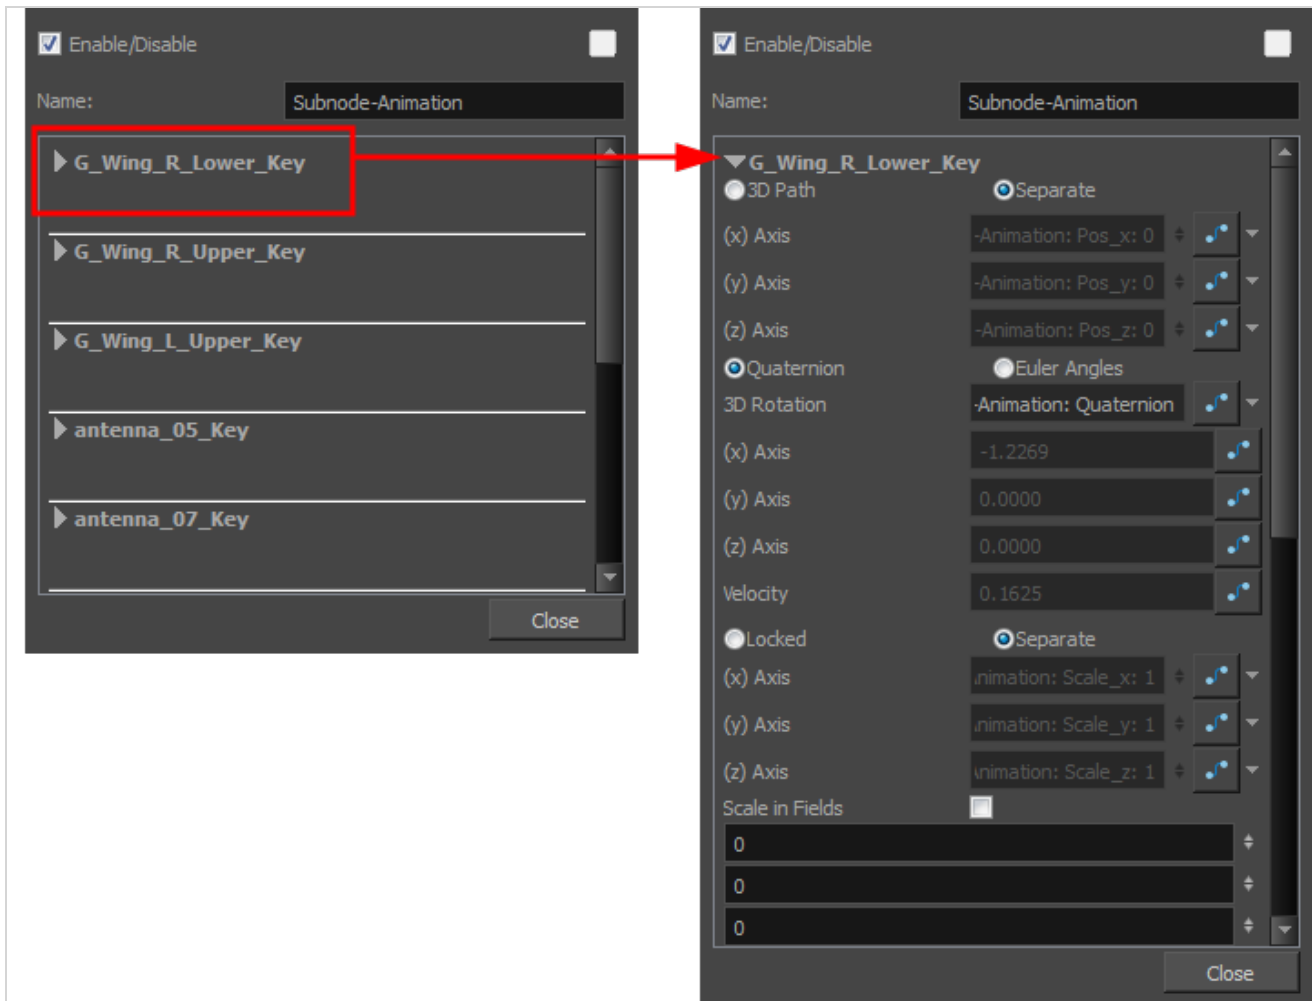 Enable/Disable
Name: Subnode-Animation
G_Wing_R_Lower_Key
G_Wing_R_Upper_Key
G_Wing_L_Upper_Key
antenna_05_Key
antenna_07_Key
Close
Enable/Disable
Name: Subnode-Animation
G_Wing_R_Lower_Key
3D Path Separate
(x) Axis -Animation: Pos_x: 0
(y) Axis -Animation: Pos_y: 0
(z) Axis -Animation: Pos_z: 0
Quaternion Euler Angles
3D Rotation -Animation: Quaternion
(x) Axis -1.2269
(y) Axis 0.0000
(z) Axis 0.0000
Velocity 0.1625
Locked Separate
(x) Axis nimation: Scale_x: 1
(y) Axis nimation: Scale_y: 1
(z) Axis nimation: Scale_z: 1
Scale in Fields
0
0
0
Close